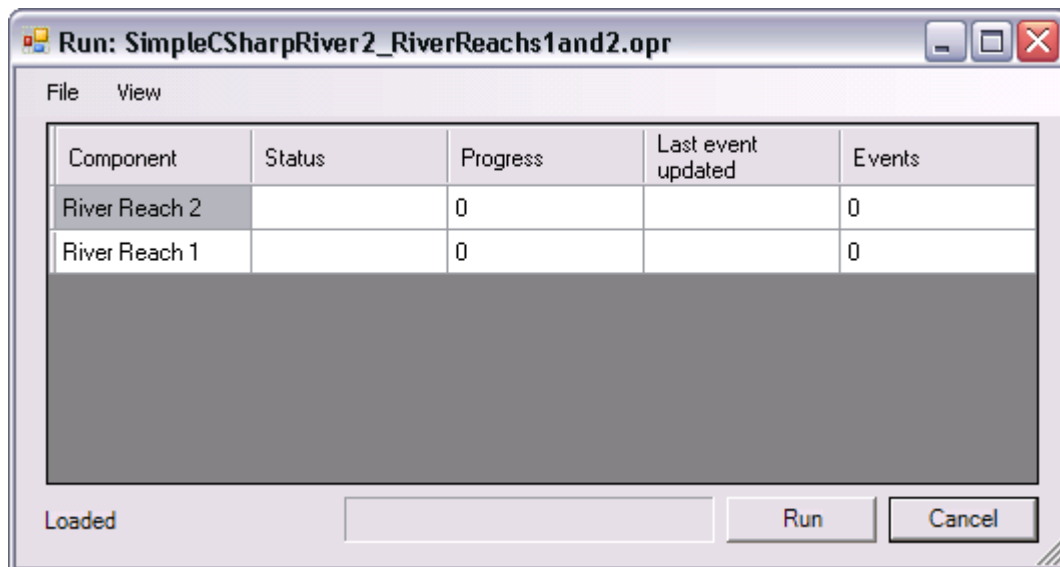 Run: SimpleCSharpRiver2_RiverReachs1and2.opr
File View
Component Status Progress Last event updated Events
River Reach 2 0 0
River Reach 1 0 0
Loaded Run Cancel